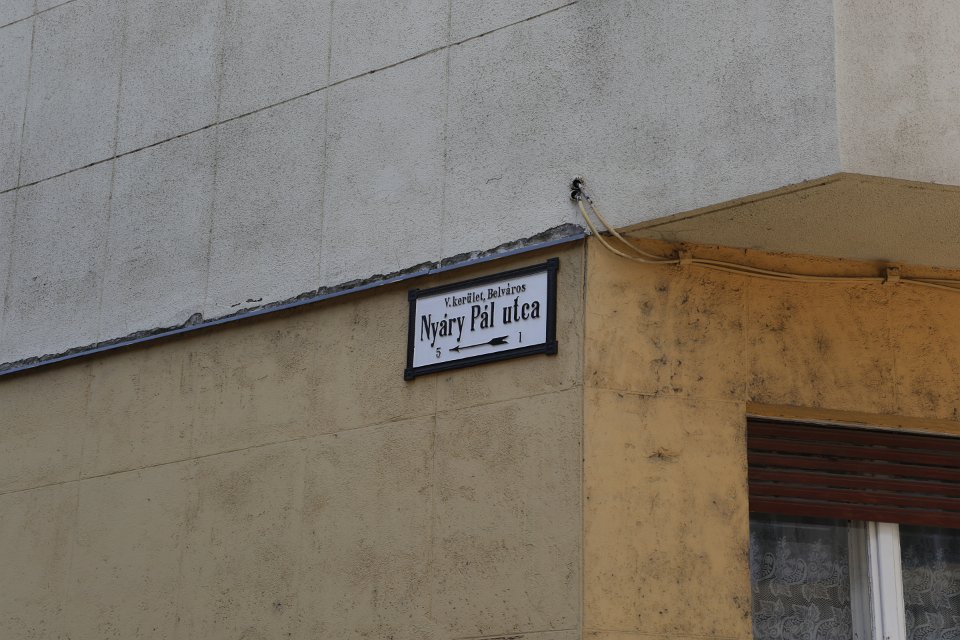 V. kerület, Belváros
Nyáry Pál utca
5 1